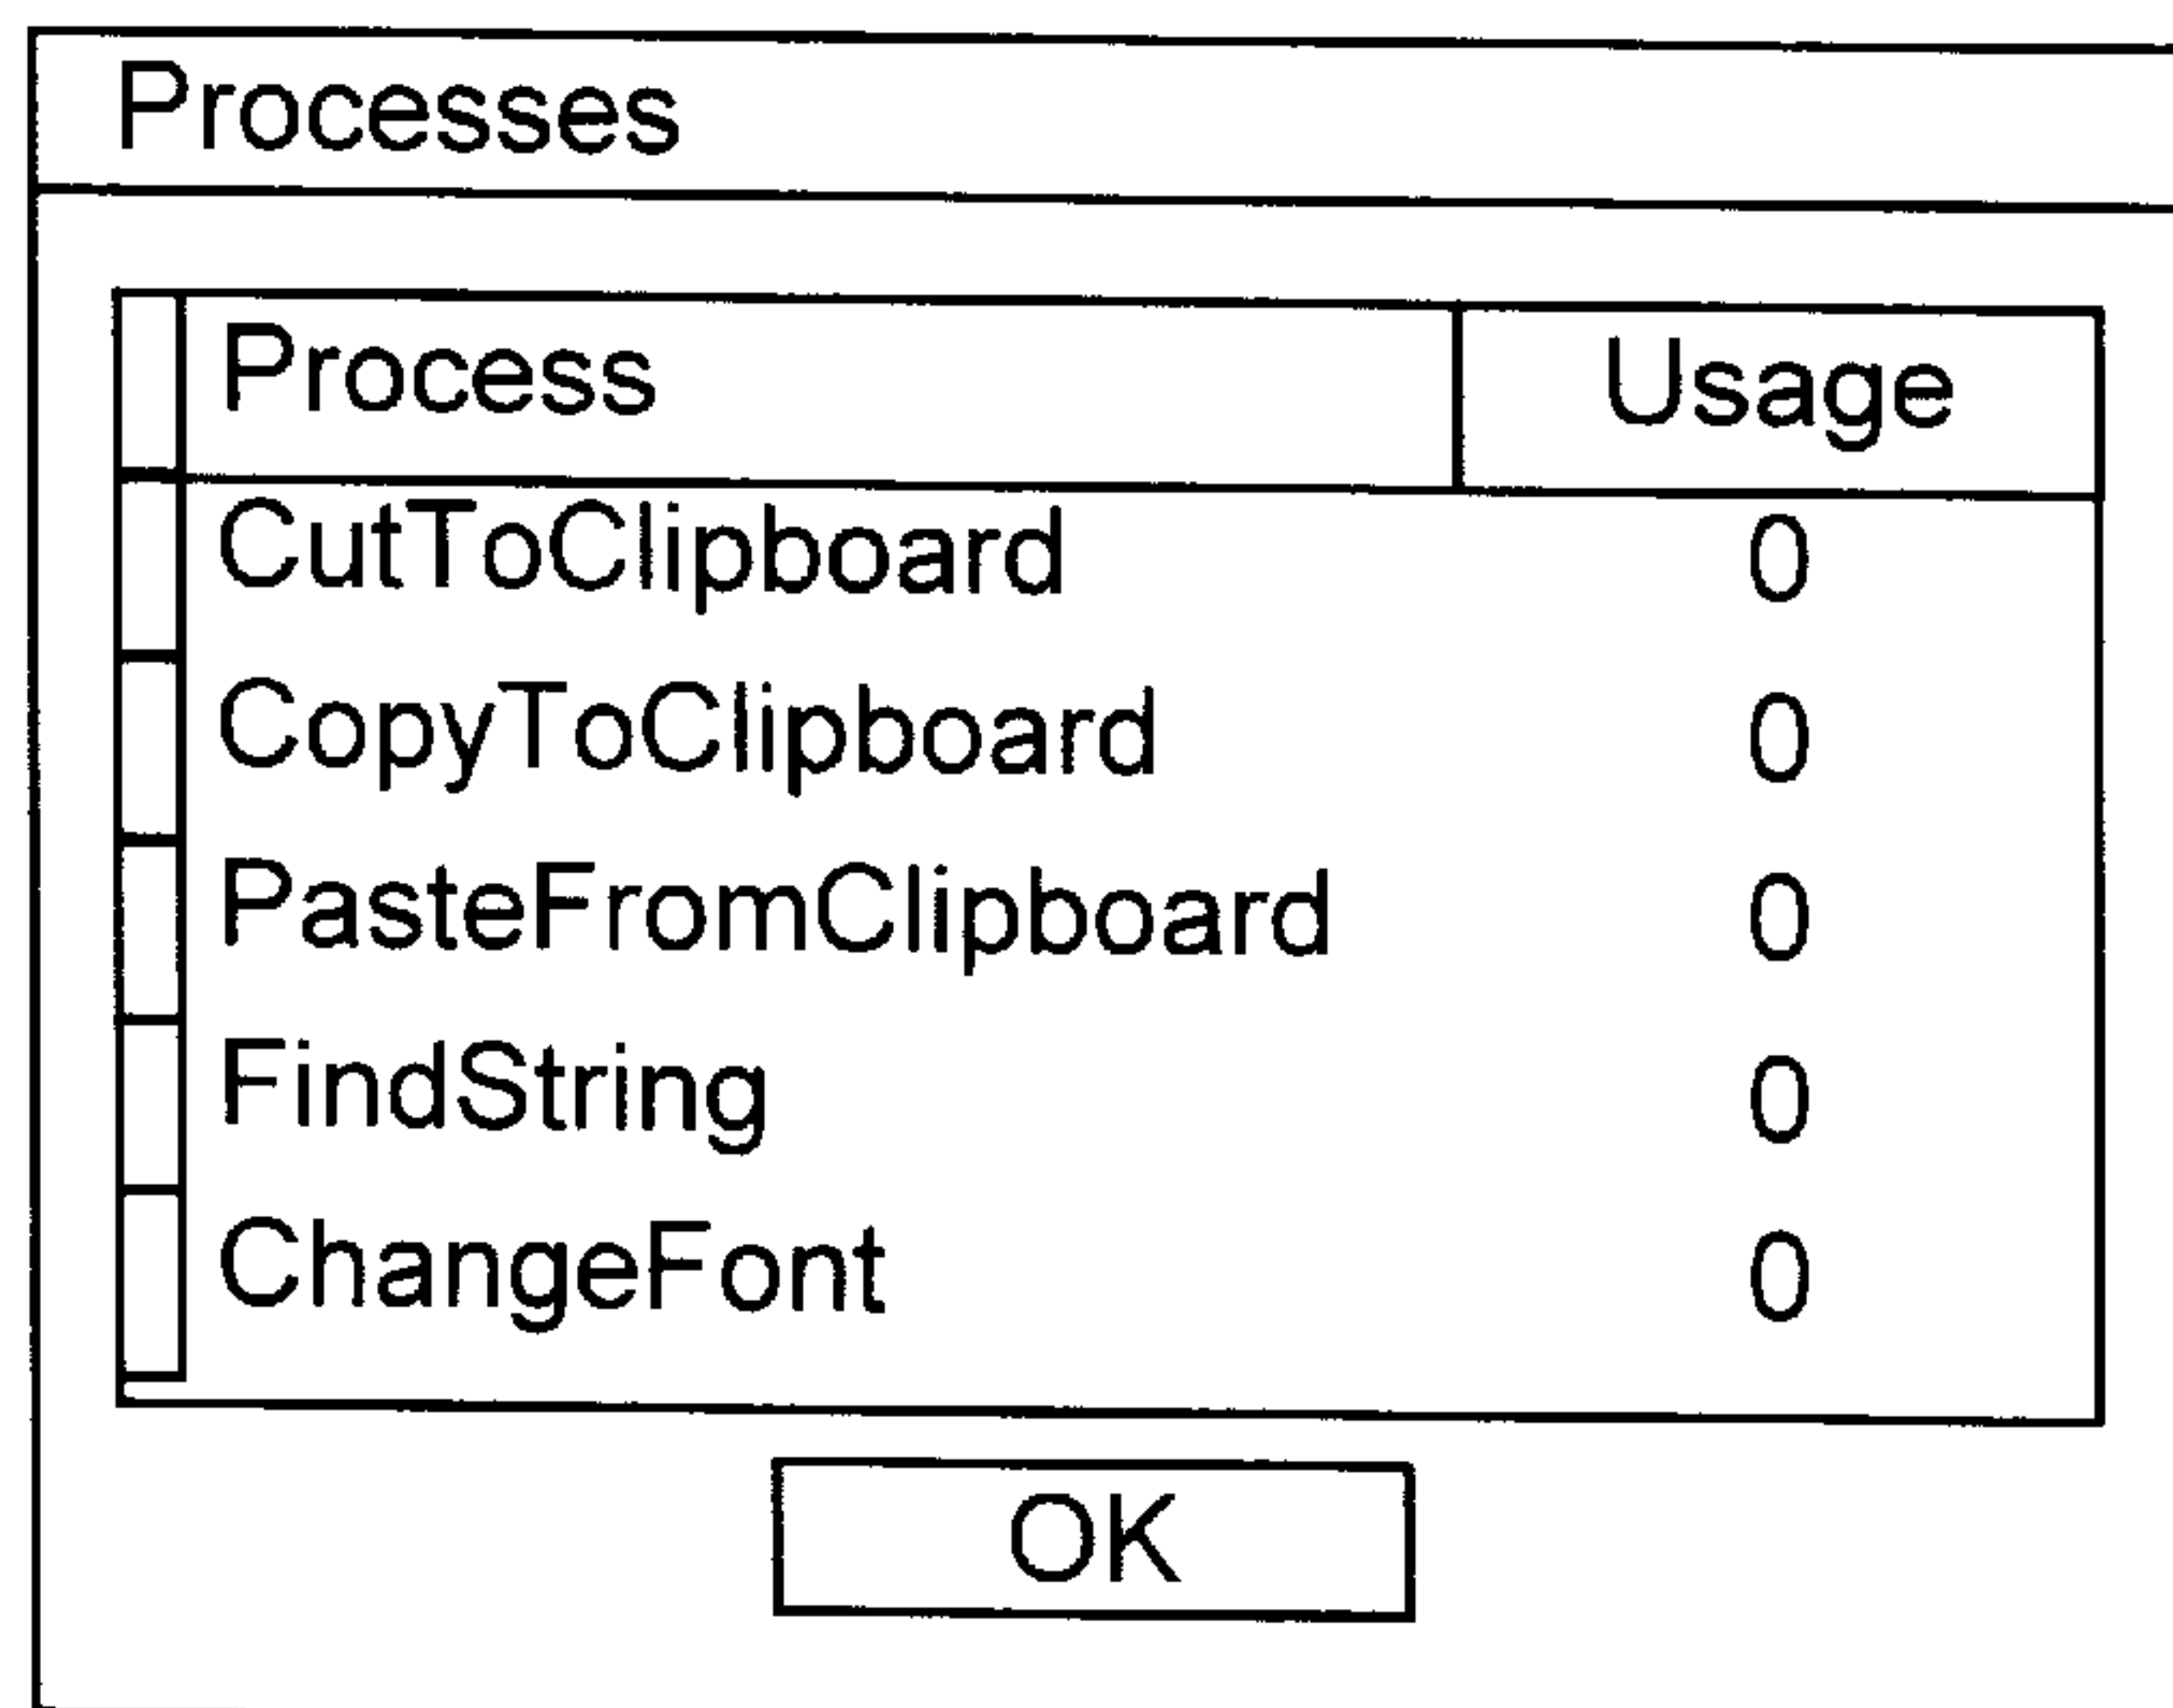 Processes
Process Usage
CutToClipboard 0
CopyToClipboard 0
PasteFromClipboard 0
FindString 0
ChangeFont 0
OK